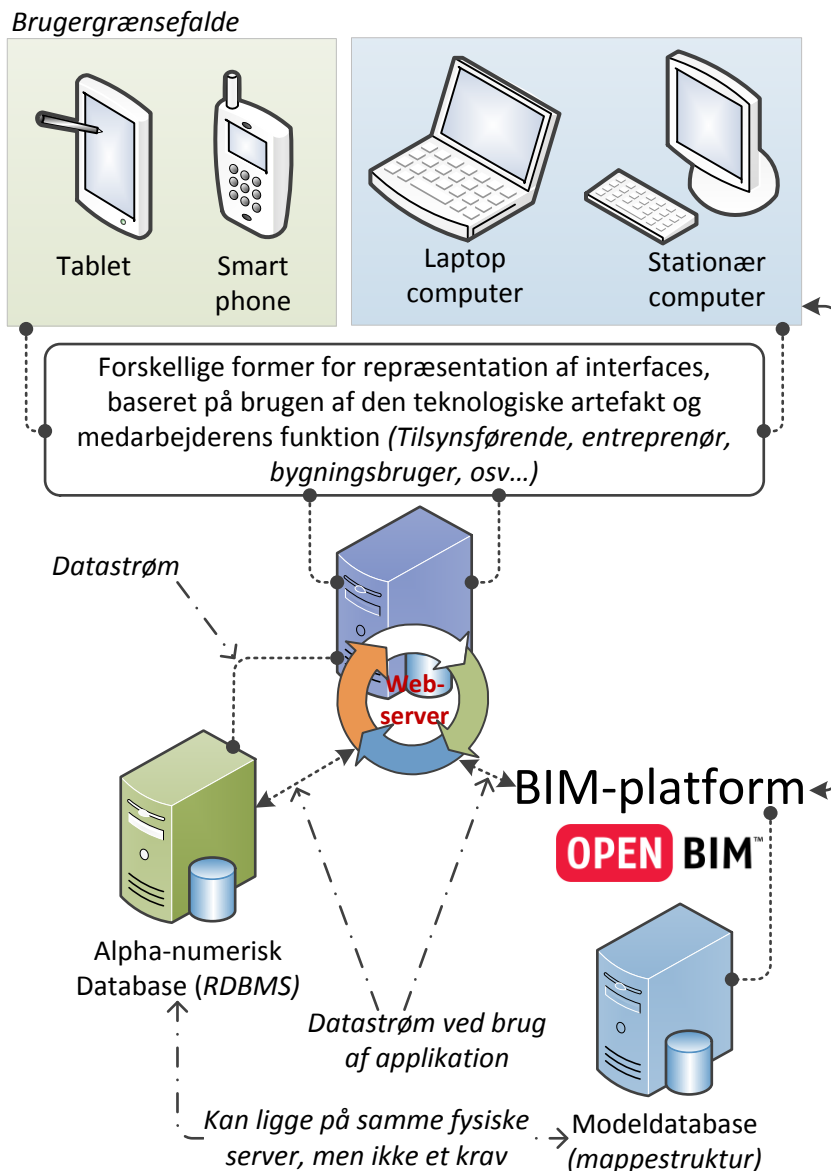 Brugergrænsefalde
Tablet
Smart
phone
Laptop
computer
Stationær
computer
Forskellige former for repræsentation af interfaces,
baseret på brugen af den teknologiske artefakt og
medarbejderens funktion (Tilsynsførende, entreprenør,
bygningsbruger, osv...)
Datastrøm
Web-
server
BIM-platform
OPEN BIM™
Alpha-numerisk
Database (RDBMS)
Datastrøm ved brug
af applikation
Kan ligge på samme fysiske
server, men ikke et krav
Modeldatabase
(mappestruktur)